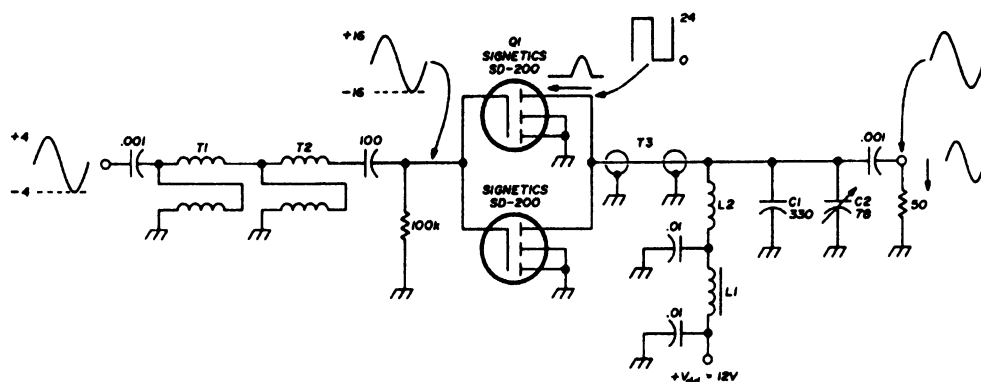 +4
-4
.001
T1
T2
100
+16
-16
100k
Q1
SIGNETICS
SD-200
SIGNETICS
SD-200
24
0
T3
L2
.01
L1
.01
+Vdd = 12V
C1
330
C2
78
.001
50